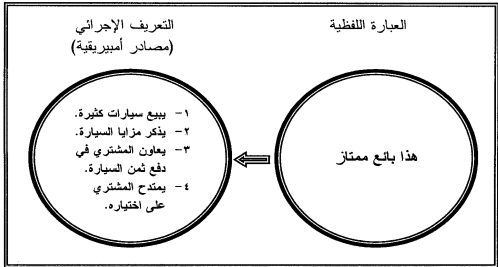 العبارة اللفظية
التعريف الإجرائي
(مصادر أمبيريقية)
هذا بائع ممتاز
١- يبيع سيارات كثيرة.
٢- يذكر مزايا السيارة.
٣- يعاون المشتري في
دفع ثمن السيارة.
٤- يمتدح المشتري
على اختياره.